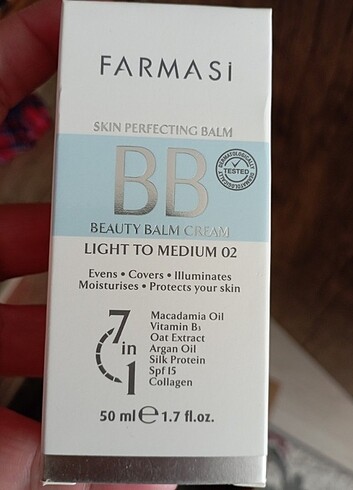 FARMASi
SKIN PERFECTING BALM
BB
DERMATOLOGICALLY
TESTED
DERMATOLOGICALLY
BEAUTY BALM CREAM
LIGHT TO MEDIUM 02
Evens • Covers • Illuminates
Moisturises • Protects your skin
7 in 1
Macadamia Oil
Vitamin B₃
Oat Extract
Argan Oil
Silk Protein
Spf 15
Collagen
50 ml ℮ 1.7 fl.oz.